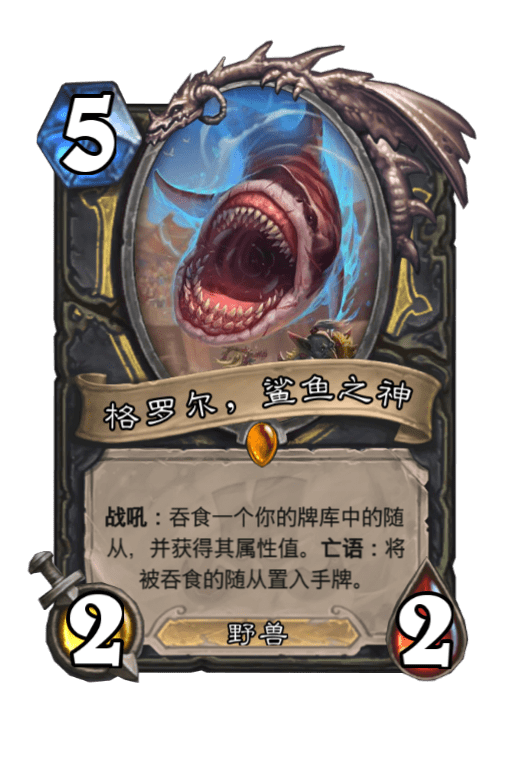 5
格罗尔，鲨鱼之神
战吼：吞食一个你的牌库中的随
从，并获得其属性值。亡语：将
被吞食的随从置入手牌。
2
野兽
2